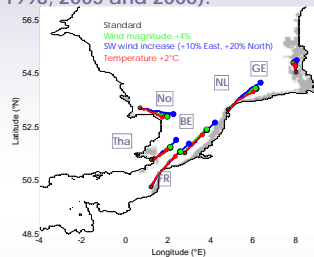 1998, 2003 and 2006).
Standard
Wind magnitude +4%
SW wind increase (+10% East, +20% North)
Temperature +2°C
GE
NL
No
BE
Tha
FR
56.5
54.5
52.5
50.5
48.5
Latitude (°N)
-4 -2 0 2 4 6 8
Longitude (°E)